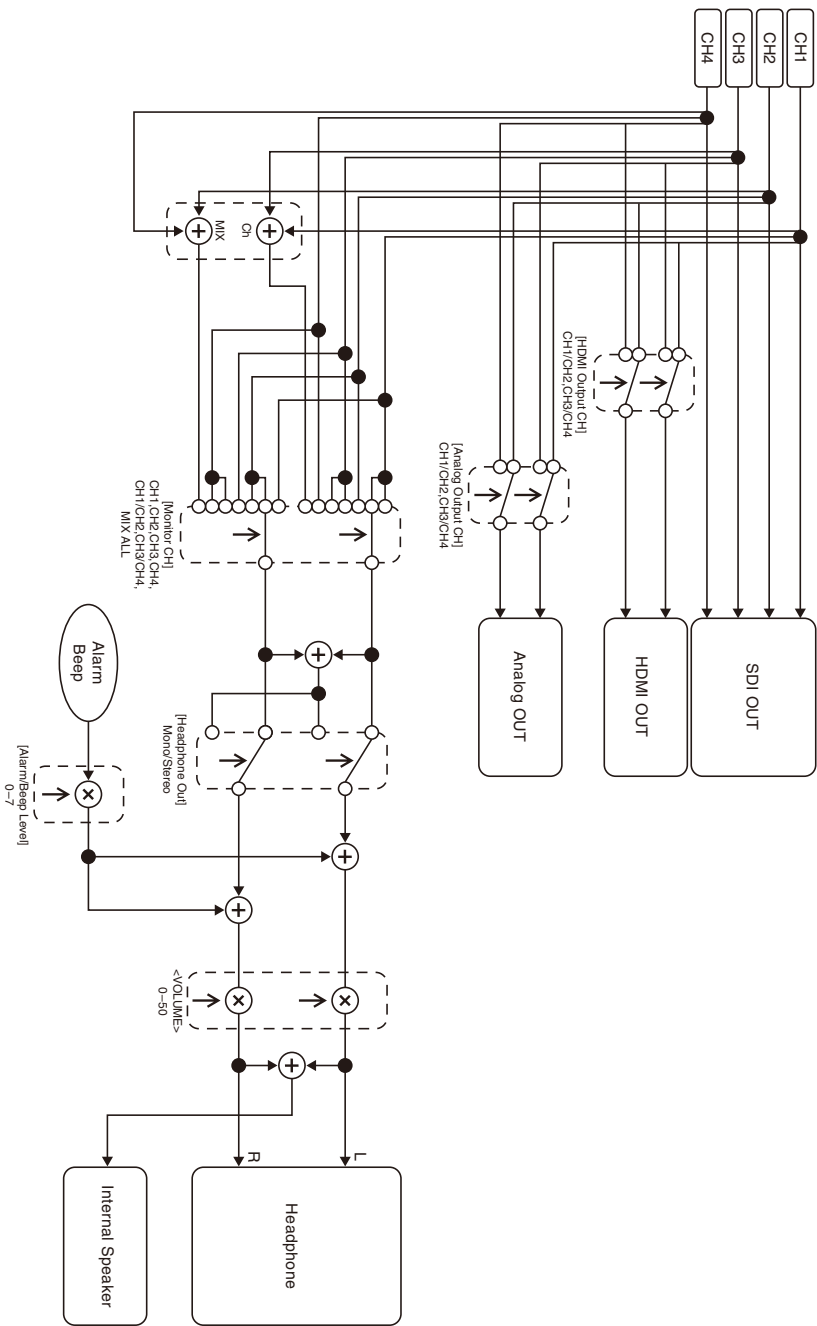 CH1
CH2
CH3
CH4
SDI OUT
HDMI OUT
[HDMI Output CH]
CH1/CH2,CH3/CH4
Analog OUT
[Analog Output CH]
CH1/CH2,CH3/CH4
Ch
MIX
[Monitor CH]
CH1,CH2,CH3,CH4,
CH1/CH2,CH3/CH4,
MIX ALL
[Headphone Out]
Mono/Stereo
Alarm
Beep
[Alarm/Beep Level]
0–7
<VOLUME>
0–50
L
R
Headphone
Internal Speaker